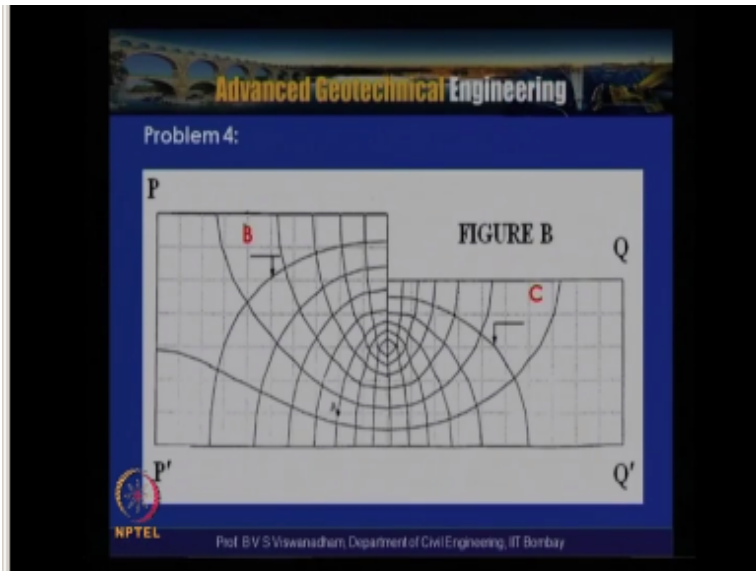 Advanced Geotechnical Engineering
Problem 4:
P
B
FIGURE B
Q
C
P'
Q'
NPTEL
Prof. B V S Viswanadham, Department of Civil Engineering, IIT Bombay